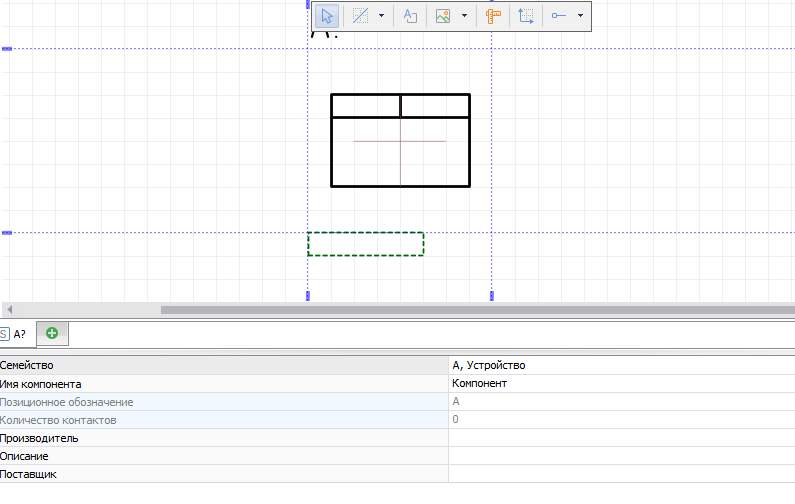 A?
Семейство
A, Устройство
Имя компонента
Компонент
Позиционное обозначение
A
Количество контактов
0
Производитель
Описание
Поставщик